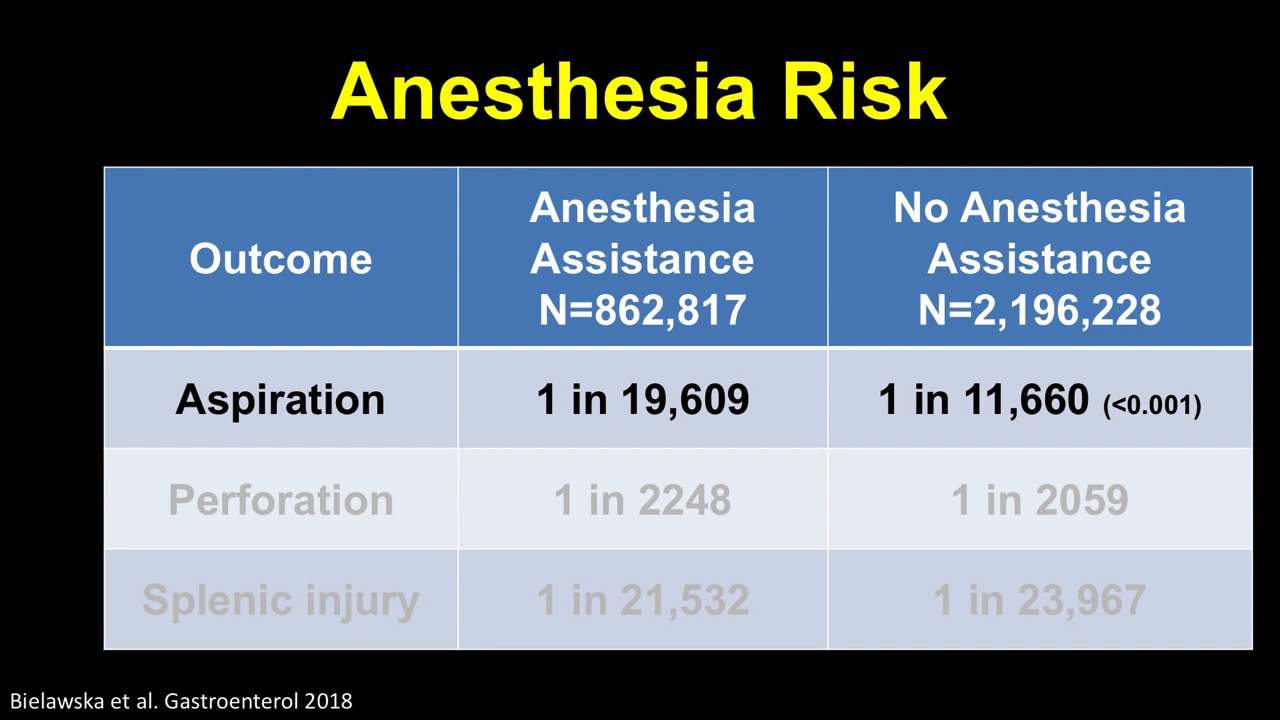 Anesthesia Risk
Outcome
Anesthesia
Assistance
N=862,817
No Anesthesia
Assistance
N=2,196,228
Aspiration
1 in 19,609
1 in 11,660 (<0.001)
Perforation
1 in 2248
1 in 2059
Splenic injury
1 in 21,532
1 in 23,967
Bielawska et al. Gastroenterol 2018